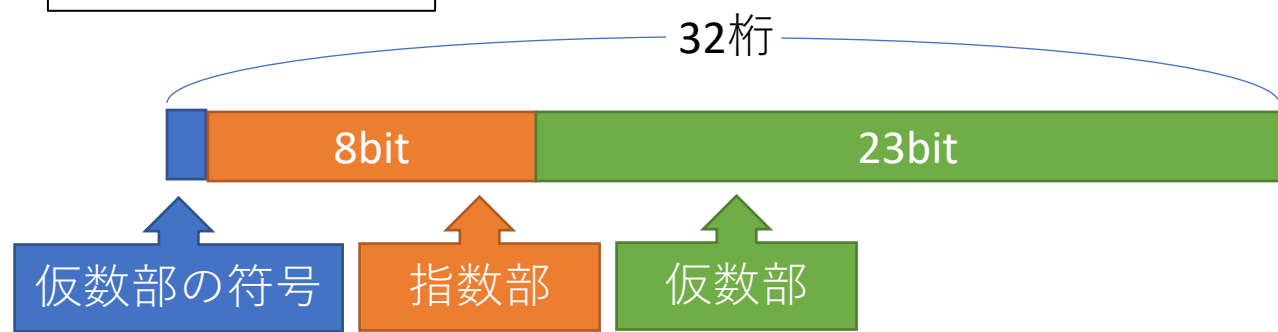 32桁
8bit
23bit
仮数部の符号
指数部
仮数部